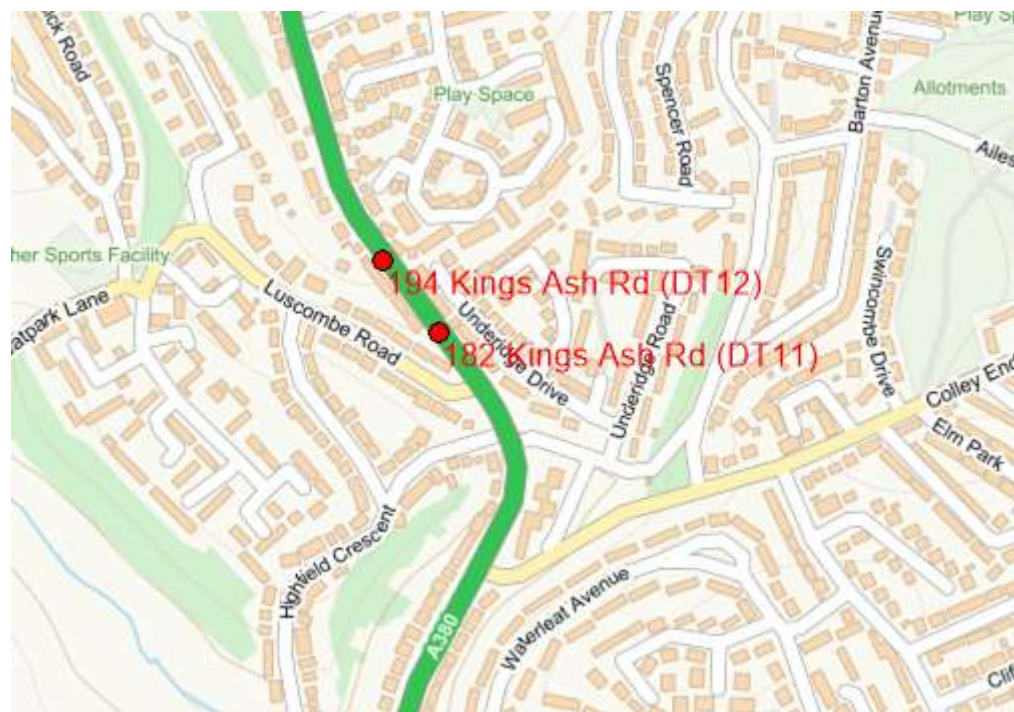 Play
ick Road
Spencer Road
Barton Avenue
Play Space
Allotments
Ailes
her Sports Facility
194 Kings Ash Rd (DT12)
Swincombe Drive
atpark Lane
Luscombe Road
Underidge Drive
Underidge Road
182 Kings Ash Rd (DT11)
Colley End
Elm Park
Highfield Crescent
Waterleat Avenue
A380
Clif